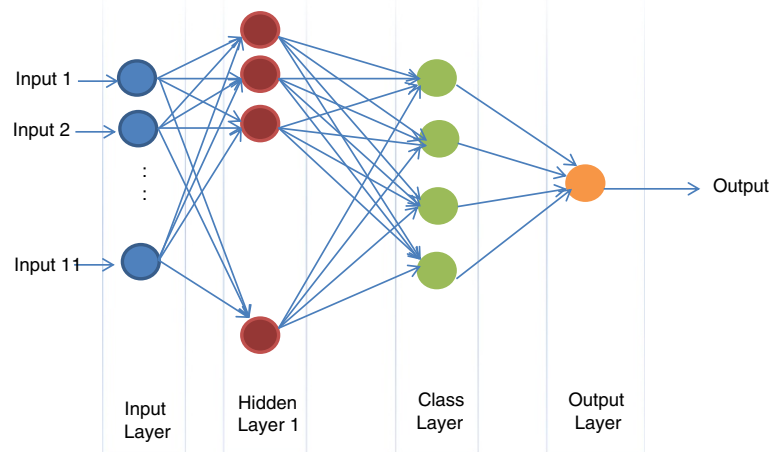 Input 1
Input 2
Input 11
Output
Input
Layer
Hidden
Layer 1
Class
Layer
Output
Layer